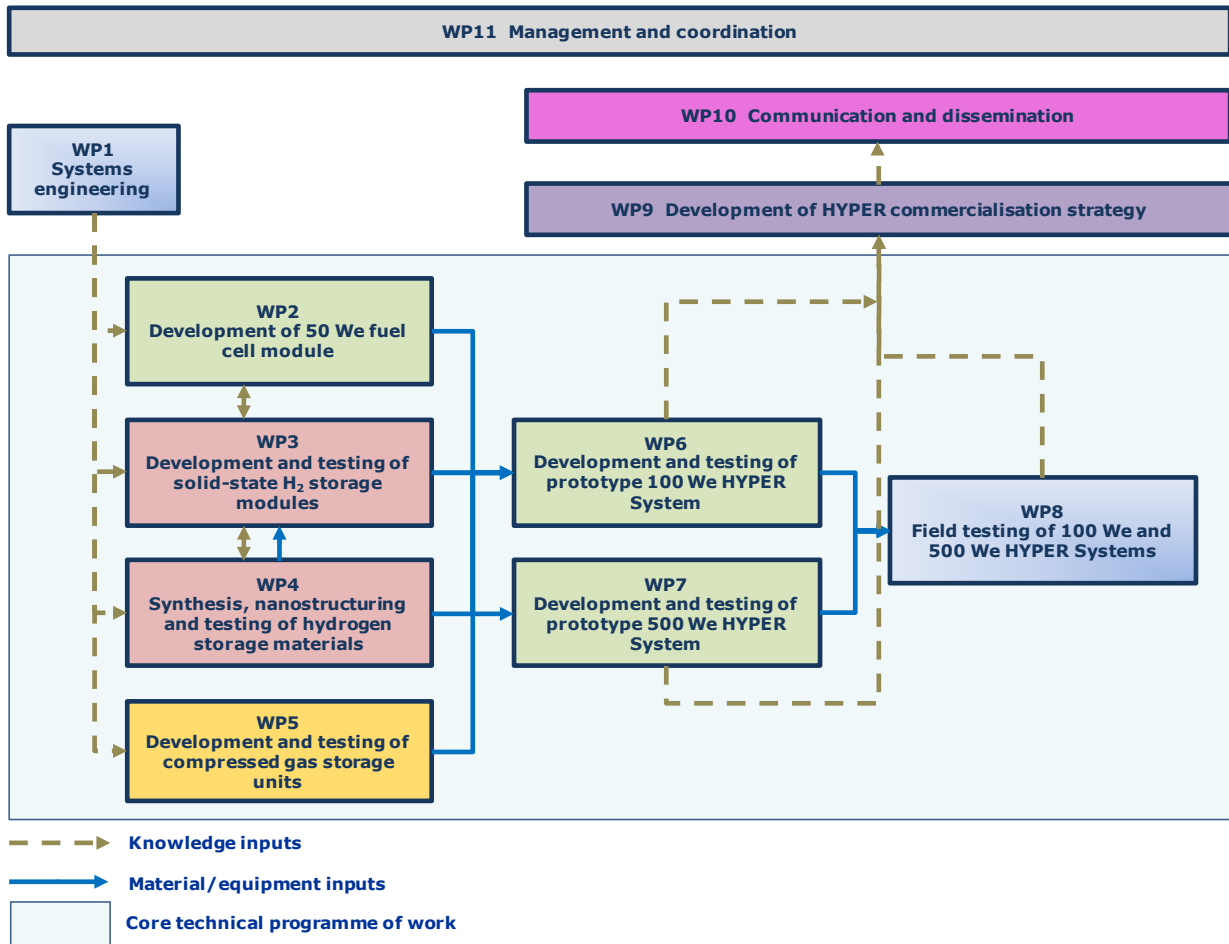 WP11 Management and coordination
WP10 Communication and dissemination
WP1
Systems
engineering
WP9 Development of HYPER commercialisation strategy
WP2
Development of 50 We fuel
cell module
WP3
Development and testing of
solid-state H₂ storage
modules
WP6
Development and testing of
prototype 100 We HYPER
System
WP8
Field testing of 100 We and
500 We HYPER Systems
WP4
Synthesis, nanostructuring
and testing of hydrogen
storage materials
WP7
Development and testing of
prototype 500 We HYPER
System
WP5
Development and testing of
compressed gas storage
units
Knowledge inputs
Material/equipment inputs
Core technical programme of work